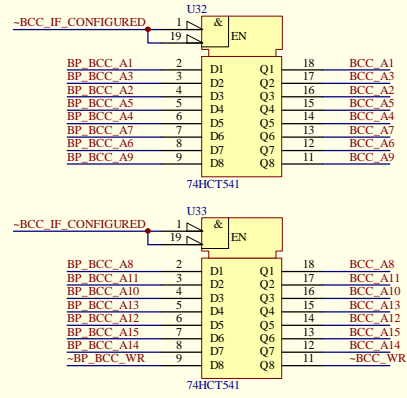 U32
~BCC_IF_CONFIGURED 1 &
19 EN
BP_BCC_A1 2 D1 Q1 18 BCC_A1
BP_BCC_A3 3 D2 Q2 17 BCC_A3
BP_BCC_A2 4 D3 Q3 16 BCC_A2
BP_BCC_A5 5 D4 Q4 15 BCC_A5
BP_BCC_A4 6 D5 Q5 14 BCC_A4
BP_BCC_A7 7 D6 Q6 13 BCC_A7
BP_BCC_A6 8 D7 Q7 12 BCC_A6
BP_BCC_A9 9 D8 Q8 11 BCC_A9
74HCT541
U33
~BCC_IF_CONFIGURED 1 &
19 EN
BP_BCC_A8 2 D1 Q1 18 BCC_A8
BP_BCC_A11 3 D2 Q2 17 BCC_A11
BP_BCC_A10 4 D3 Q3 16 BCC_A10
BP_BCC_A13 5 D4 Q4 15 BCC_A13
BP_BCC_A12 6 D5 Q5 14 BCC_A12
BP_BCC_A15 7 D6 Q6 13 BCC_A15
BP_BCC_A14 8 D7 Q7 12 BCC_A14
~BP_BCC_WR 9 D8 Q8 11 ~BCC_WR
74HCT541